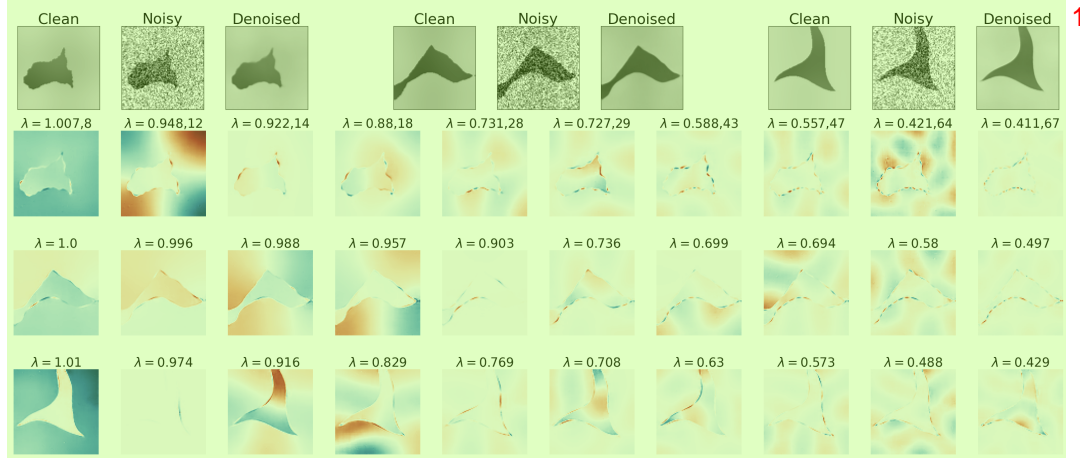 Clean Noisy Denoised Clean Noisy Denoised Clean Noisy Denoised 1
λ = 1.007,8 λ = 0.948,12 λ = 0.922,14 λ = 0.88,18 λ = 0.731,28 λ = 0.727,29 λ = 0.588,43 λ = 0.557,47 λ = 0.421,64 λ = 0.411,67
λ = 1.0 λ = 0.996 λ = 0.988 λ = 0.957 λ = 0.903 λ = 0.736 λ = 0.699 λ = 0.694 λ = 0.58 λ = 0.497
λ = 1.01 λ = 0.974 λ = 0.916 λ = 0.829 λ = 0.769 λ = 0.708 λ = 0.63 λ = 0.573 λ = 0.488 λ = 0.429